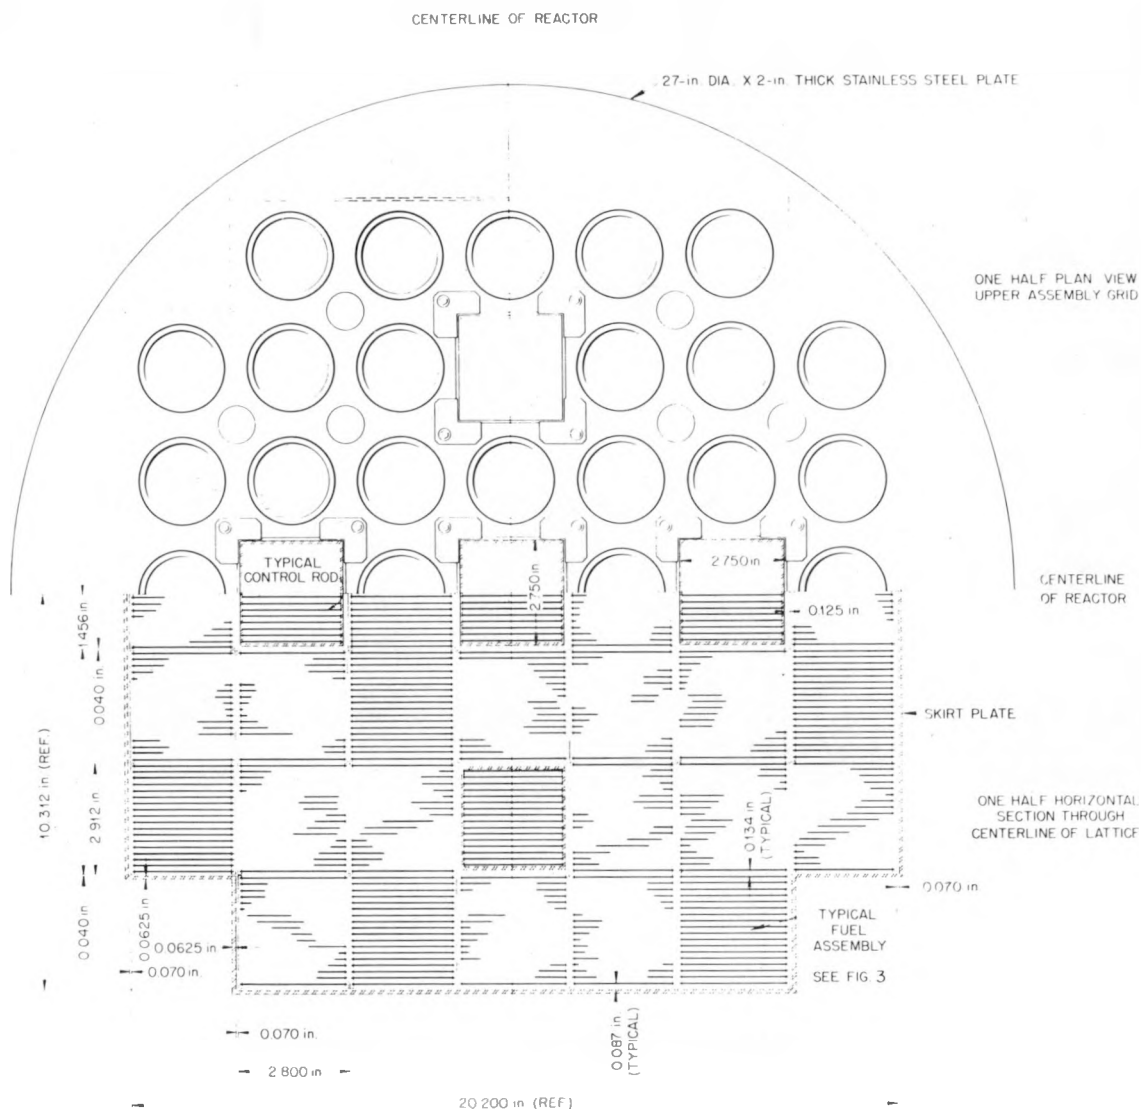 CENTERLINE OF REACTOR
27-in. DIA. X 2-in. THICK STAINLESS STEEL PLATE
ONE HALF PLAN VIEW
UPPER ASSEMBLY GRID
TYPICAL
CONTROL ROD
2.750 in
2.750 in
CENTERLINE
OF REACTOR
0.125 in
1.456 in
0.040 in.
SKIRT PLATE
10.312 in (REF.)
2.912 in
0.134 in
(TYPICAL)
ONE HALF HORIZONTAL
SECTION THROUGH
CENTERLINE OF LATTICE
0.070 in.
0.040 in
0.0625 in
0.0625 in
0.070 in.
TYPICAL
FUEL
ASSEMBLY
SEE FIG. 3
0.070 in.
0.087 in
(TYPICAL)
2 800 in
20 200 in (REF)